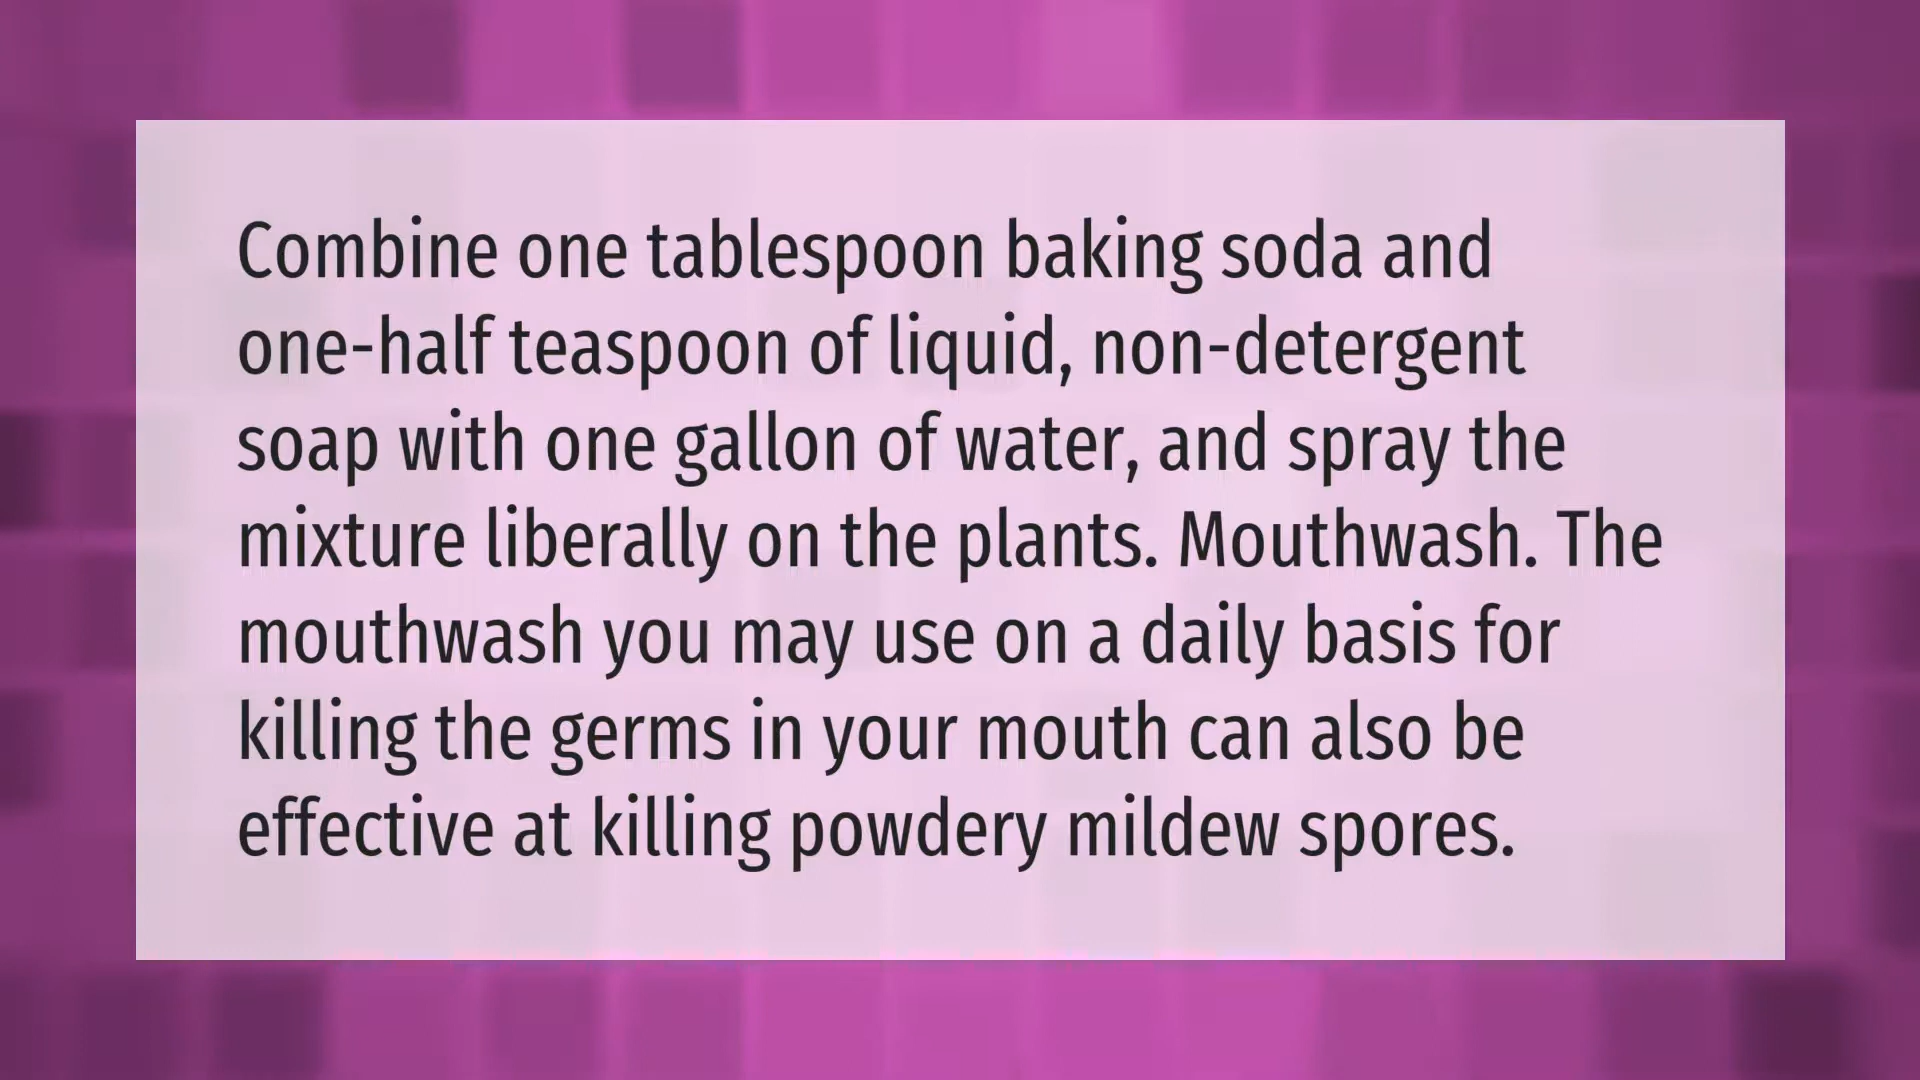 Combine one tablespoon baking soda and
one-half teaspoon of liquid, non-detergent
soap with one gallon of water, and spray the
mixture liberally on the plants. Mouthwash. The
mouthwash you may use on a daily basis for
killing the germs in your mouth can also be
effective at killing powdery mildew spores.